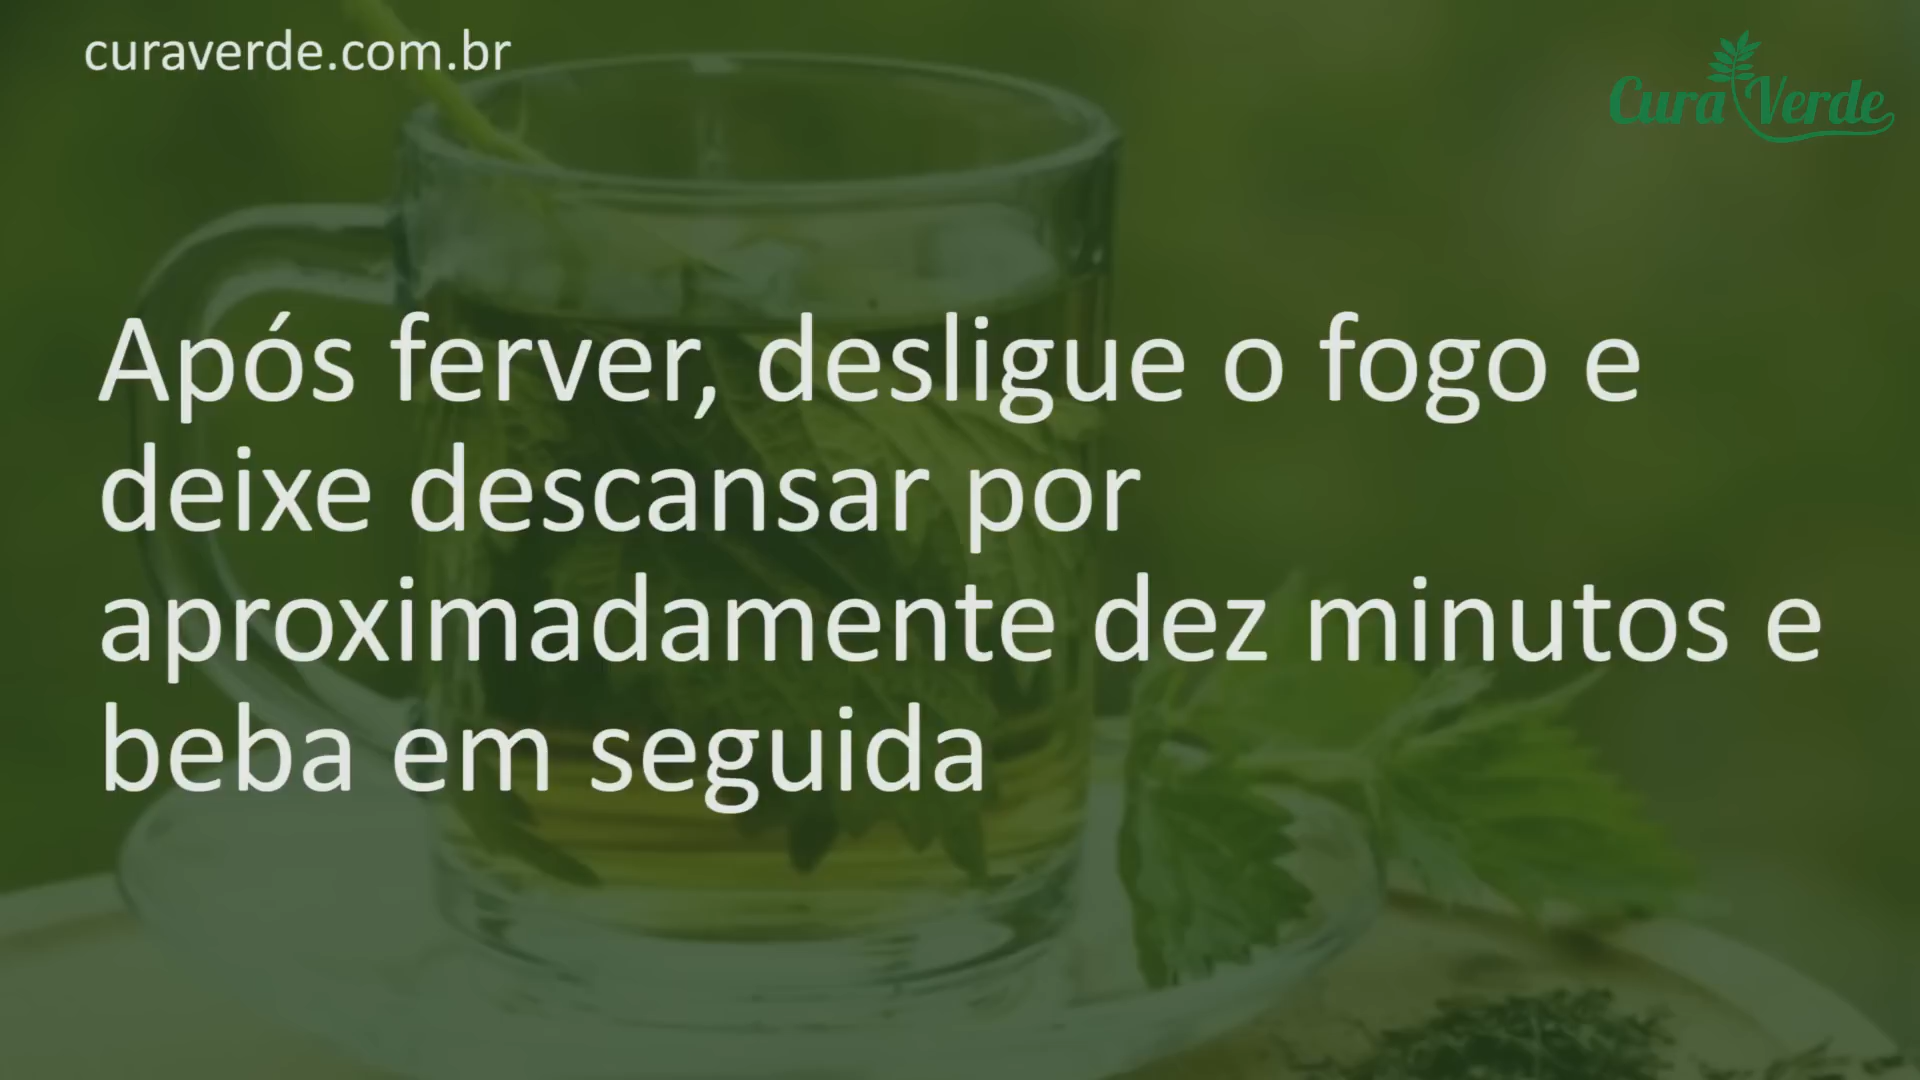 curaverde.com.br
Cura Verde
Após ferver, desligue o fogo e
deixe descansar por
aproximadamente dez minutos e
beba em seguida